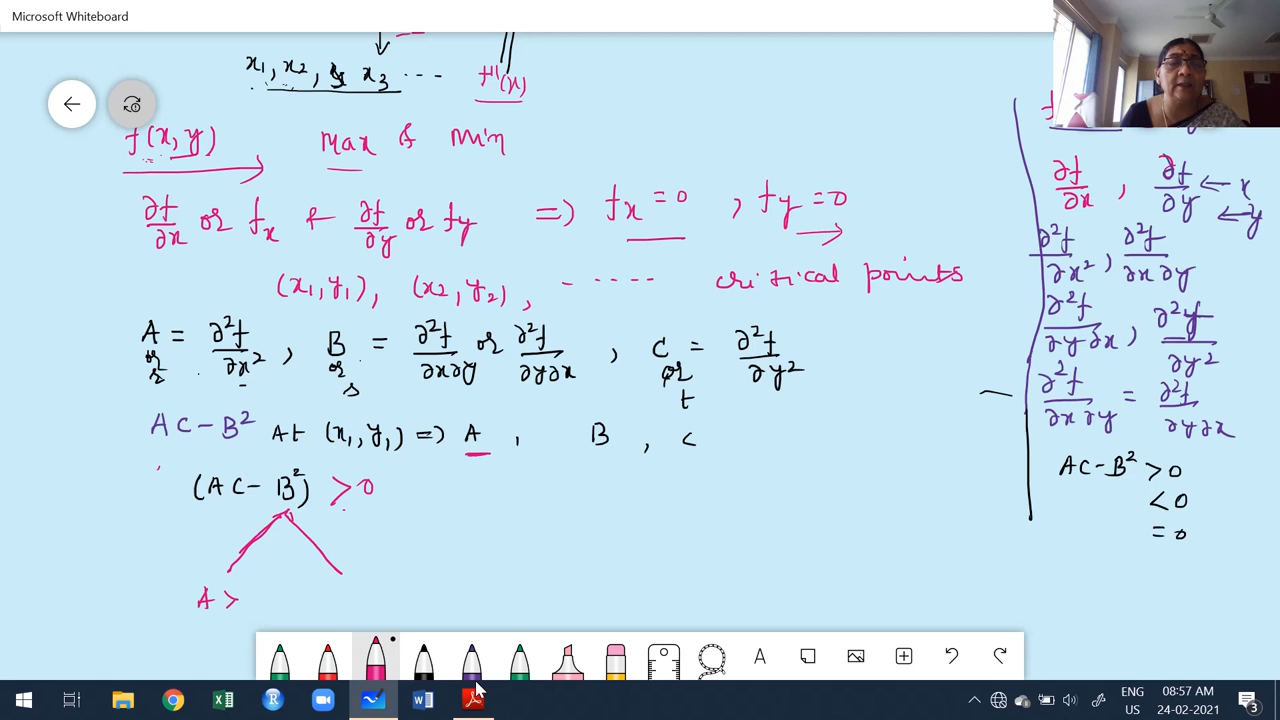 Microsoft Whiteboard
x₁, x₂, & x₃ ....
f''(x)
f(x, y) max & min
∂f/∂x or fx & ∂f/∂y or fy => fx = 0, fy = 0
(x₁, y₁), (x₂, y₂), ..... critical points
A or r = ∂²f/∂x², B or s = ∂²f/∂x∂y or ∂²f/∂y∂x, C or t = ∂²f/∂y²
AC - B² At (x₁, y₁) => A, B, C
(AC - B²) > 0
A >
∂f/∂x, ∂f/∂y ← x
← y
∂²f/∂x², ∂²f/∂x∂y
∂²f/∂y∂x, ∂²y/∂y²
∂²f/∂x∂y = ∂²f/∂y∂x
AC - B² > 0
< 0
= 0
A
ENG
US
08:57 AM
24-02-2021
3